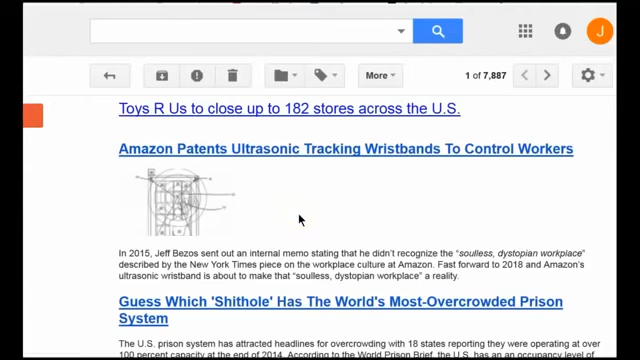 J
More
1 of 7,887
Toys R Us to close up to 182 stores across the U.S.
Amazon Patents Ultrasonic Tracking Wristbands To Control Workers
In 2015, Jeff Bezos sent out an internal memo stating that he didn't recognize the “soulless, dystopian workplace”
described by the New York Times piece on the workplace culture at Amazon. Fast forward to 2018 and Amazon's
ultrasonic wristband is about to make that “soulless, dystopian workplace” a reality.
Guess Which 'Shithole' Has The World's Most-Overcrowded Prison
System
The U.S. prison system has attracted headlines for overcrowding with 18 states reporting they were operating at over
100 percent capacity at the end of 2014. According to the World Prison Brief, the U.S. has an occupancy level of